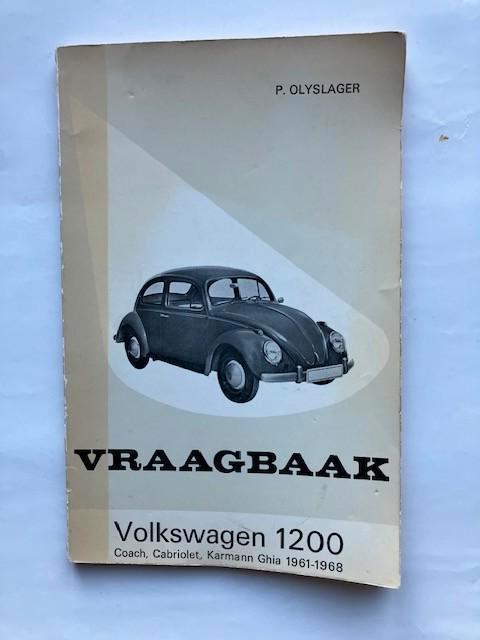 P. OLYSLAGER
VRAAGBAAK
Volkswagen 1200
Coach, Cabriolet, Karmann Ghia 1961-1968